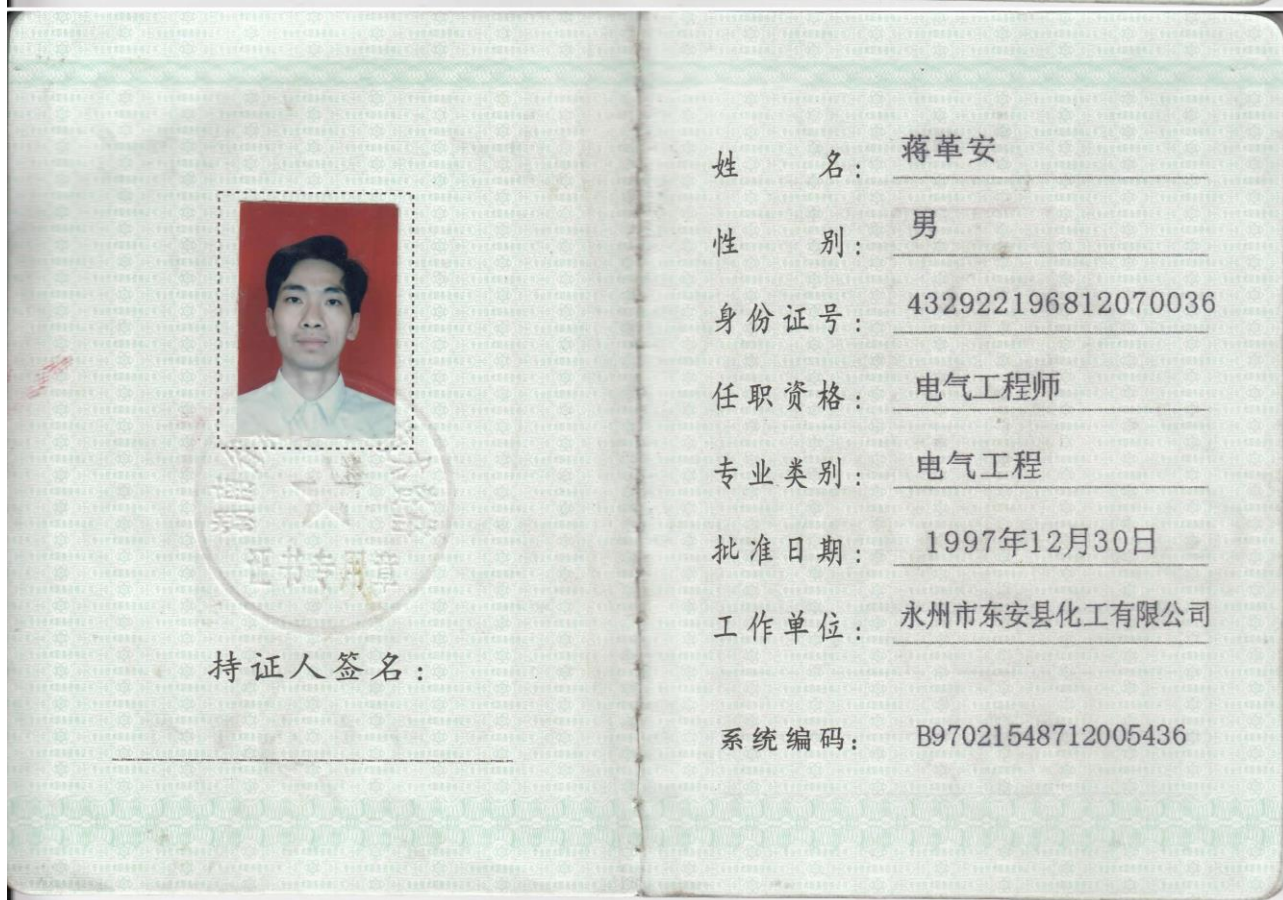 证书专用章
持证人签名:
姓名: 蒋革安
性别: 男
身份证号: 432922196812070036
任职资格: 电气工程师
专业类别: 电气工程
批准日期: 1997年12月30日
工作单位: 永州市东安县化工有限公司
系统编码: B97021548712005436